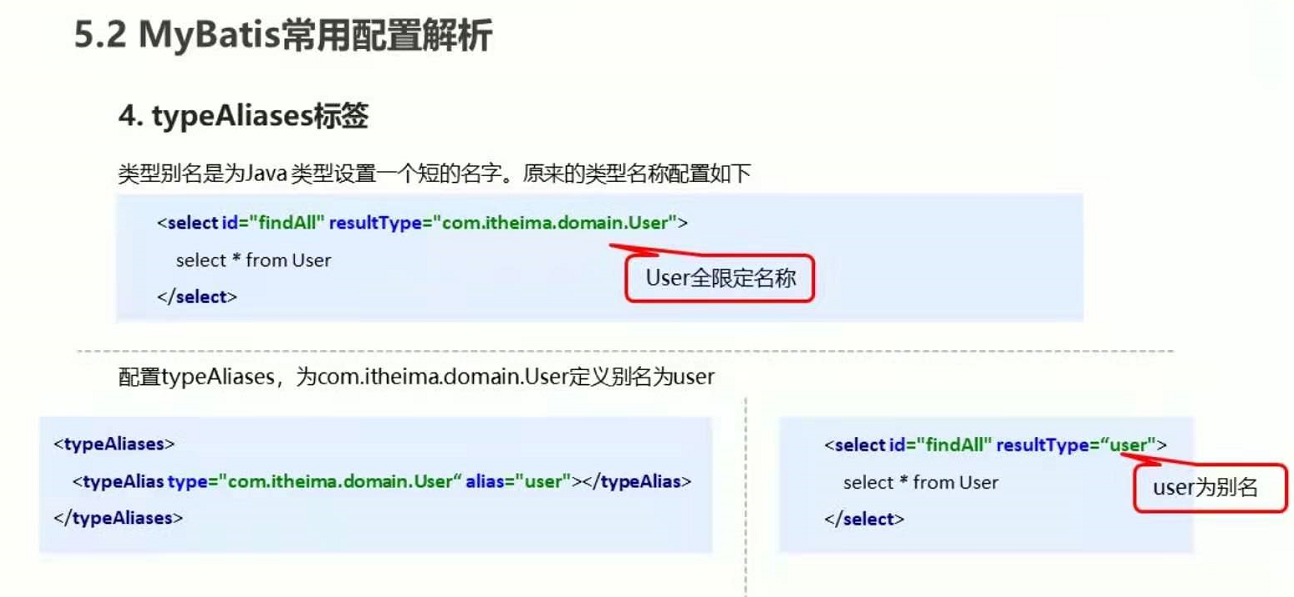 5.2 MyBatis常用配置解析
4. typeAliases标签
类型别名是为Java 类型设置一个短的名字。原来的类型名称配置如下
<select id="findAll" resultType="com.itheima.domain.User">
select * from User
User全限定名称
</select>
配置typeAliases，为com.itheima.domain.User定义别名为user
<typeAliases>
<typeAlias type="com.itheima.domain.User“ alias="user"></typeAlias>
</typeAliases>
<select id="findAll" resultType=“user">
select * from User
user为别名
</select>